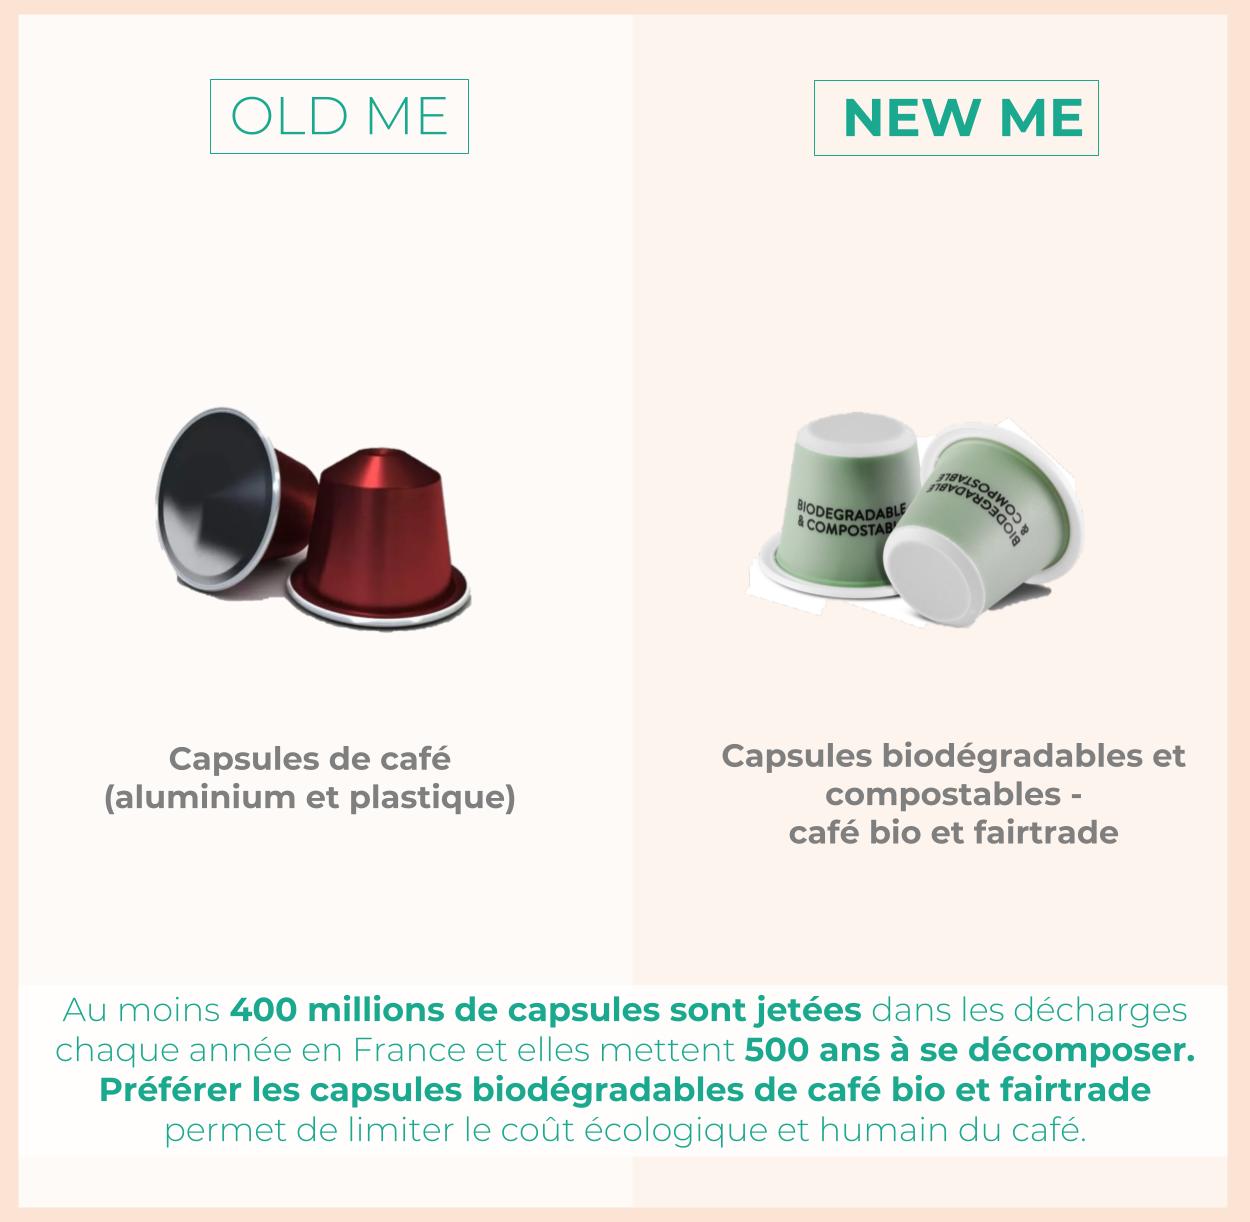 OLD ME
NEW ME
BIODEGRADABLE
& COMPOSTABL
BIODEGRADABLE
& COMPOSTABLE
Capsules de café
(aluminium et plastique)
Capsules biodégradables et
compostables -
café bio et fairtrade
Au moins 400 millions de capsules sont jetées dans les décharges
chaque année en France et elles mettent 500 ans à se décomposer.
Préférer les capsules biodégradables de café bio et fairtrade
permet de limiter le coût écologique et humain du café.